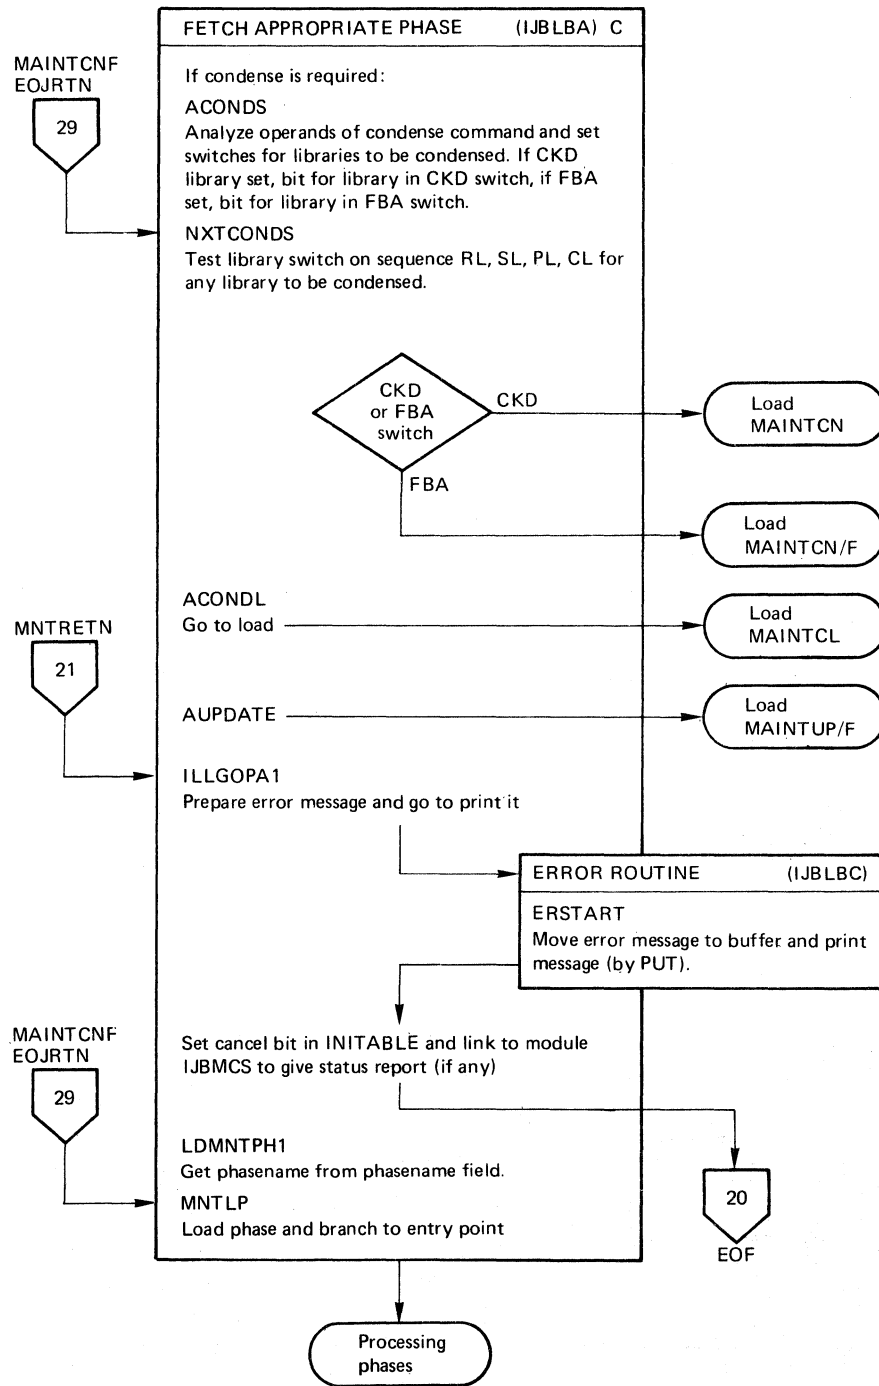 FETCH APPROPRIATE PHASE (IJBLBA) C
MAINTCNF
EOJRTN
29
If condense is required:
ACONDS
Analyze operands of condense command and set
switches for libraries to be condensed. If CKD
library set, bit for library in CKD switch, if FBA
set, bit for library in FBA switch.
NXTCONDS
Test library switch on sequence RL, SL, PL, CL for
any library to be condensed.
CKD
or FBA
switch
CKD
Load
MAINTCN
FBA
Load
MAINTCN/F
ACONDL
Go to load
Load
MAINTCL
MNTRETN
21
AUPDATE
Load
MAINTUP/F
ILLGOPA1
Prepare error message and go to print it
ERROR ROUTINE (IJBLBC)
ERSTART
Move error message to buffer and print
message (by PUT).
MAINTCNF
EOJRTN
29
Set cancel bit in INITABLE and link to module
IJBMCS to give status report (if any)
LDMNTPH1
Get phasename from phasename field.
MNTLP
Load phase and branch to entry point
20
EOF
Processing
phases